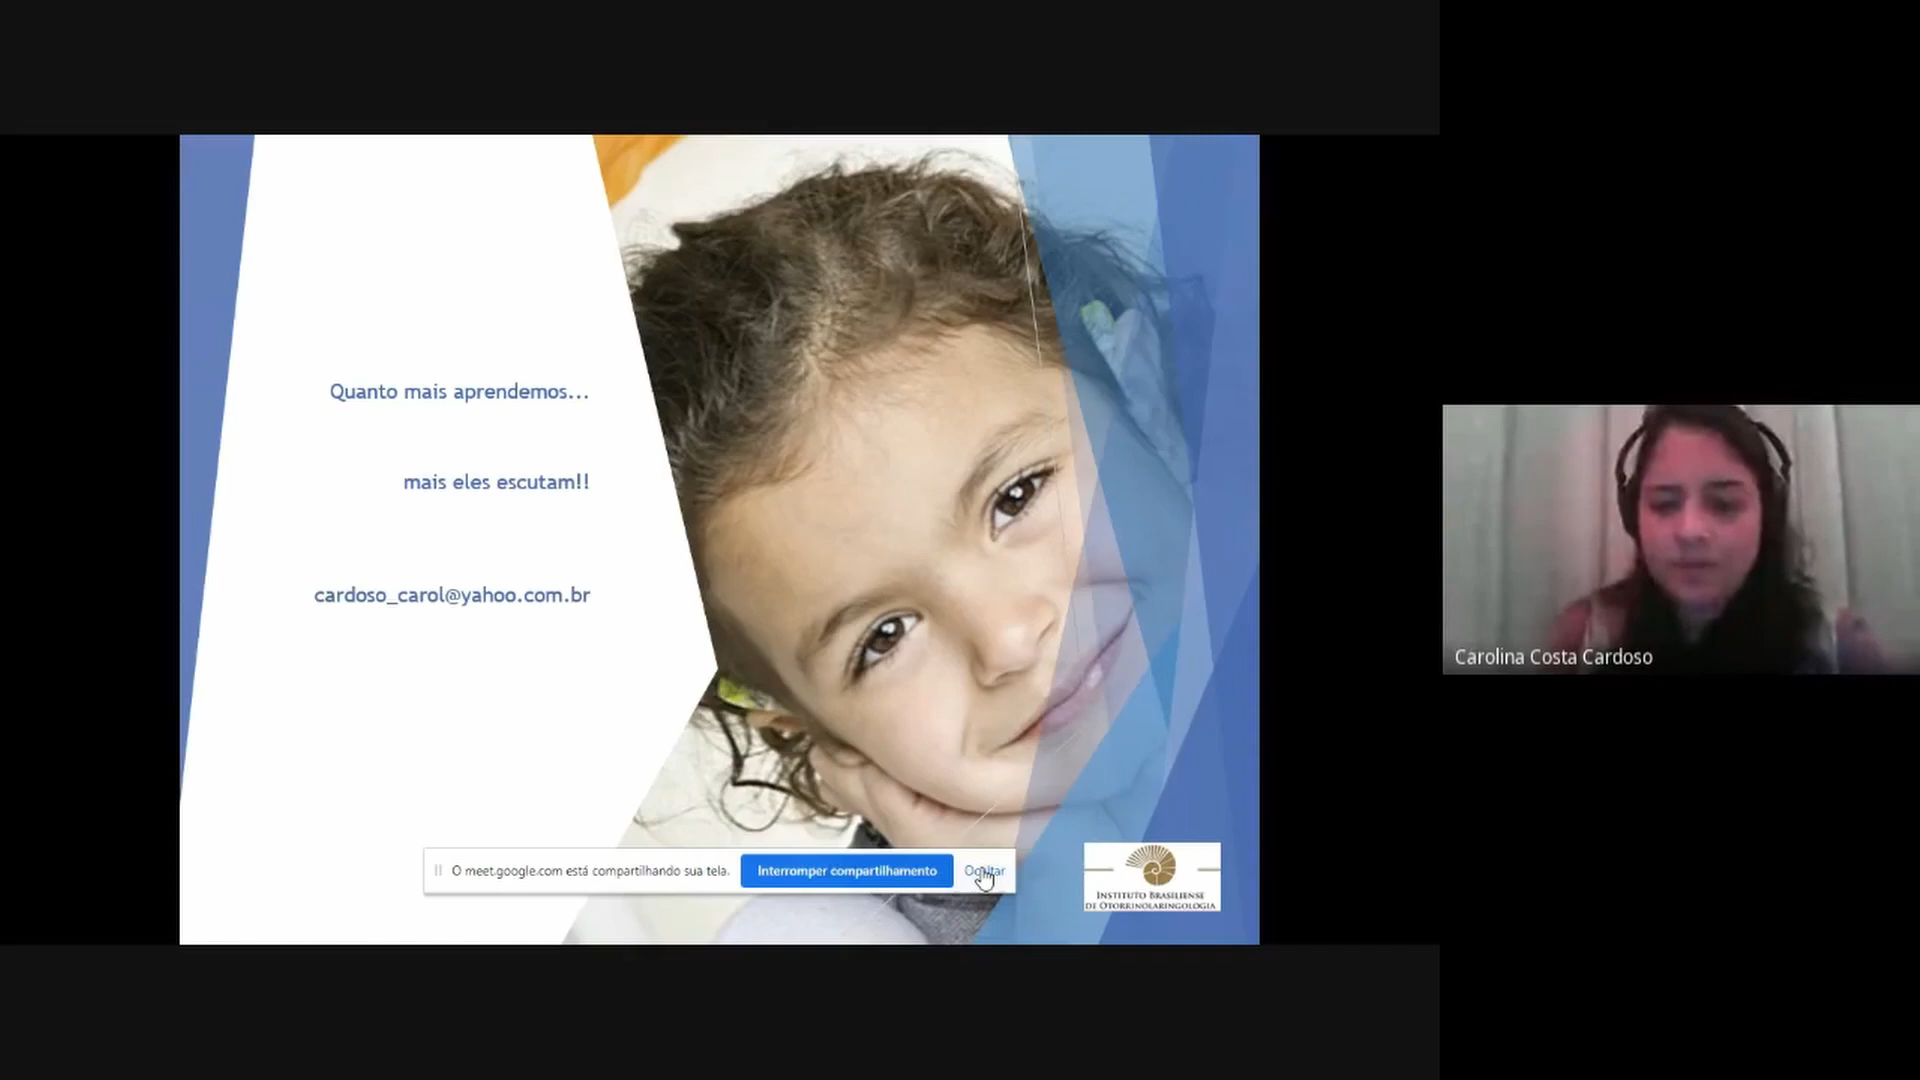 Quanto mais aprendemos...
mais eles escutam!!
cardoso_carol@yahoo.com.br
O meet.google.com está compartilhando sua tela.
Interromper compartilhamento
Ocultar
INSTITUTO BRASILIENSE
DE OTORRINOLARINGOLOGIA
Carolina Costa Cardoso